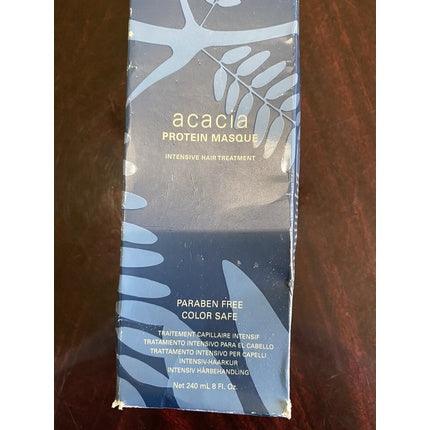 acacia
PROTEIN MASQUE
INTENSIVE HAIR TREATMENT
PARABEN FREE
COLOR SAFE
TRAITEMENT CAPILLAIRE INTENSIF
TRATAMIENTO INTENSIVO PARA EL CABELLO
TRATTAMENTO INTENSIVO PER CAPELLI
INTENSIV-HAARKUR
INTENSIV HÅRBEHANDLING
Net 240 mL 8 Fl. Oz.